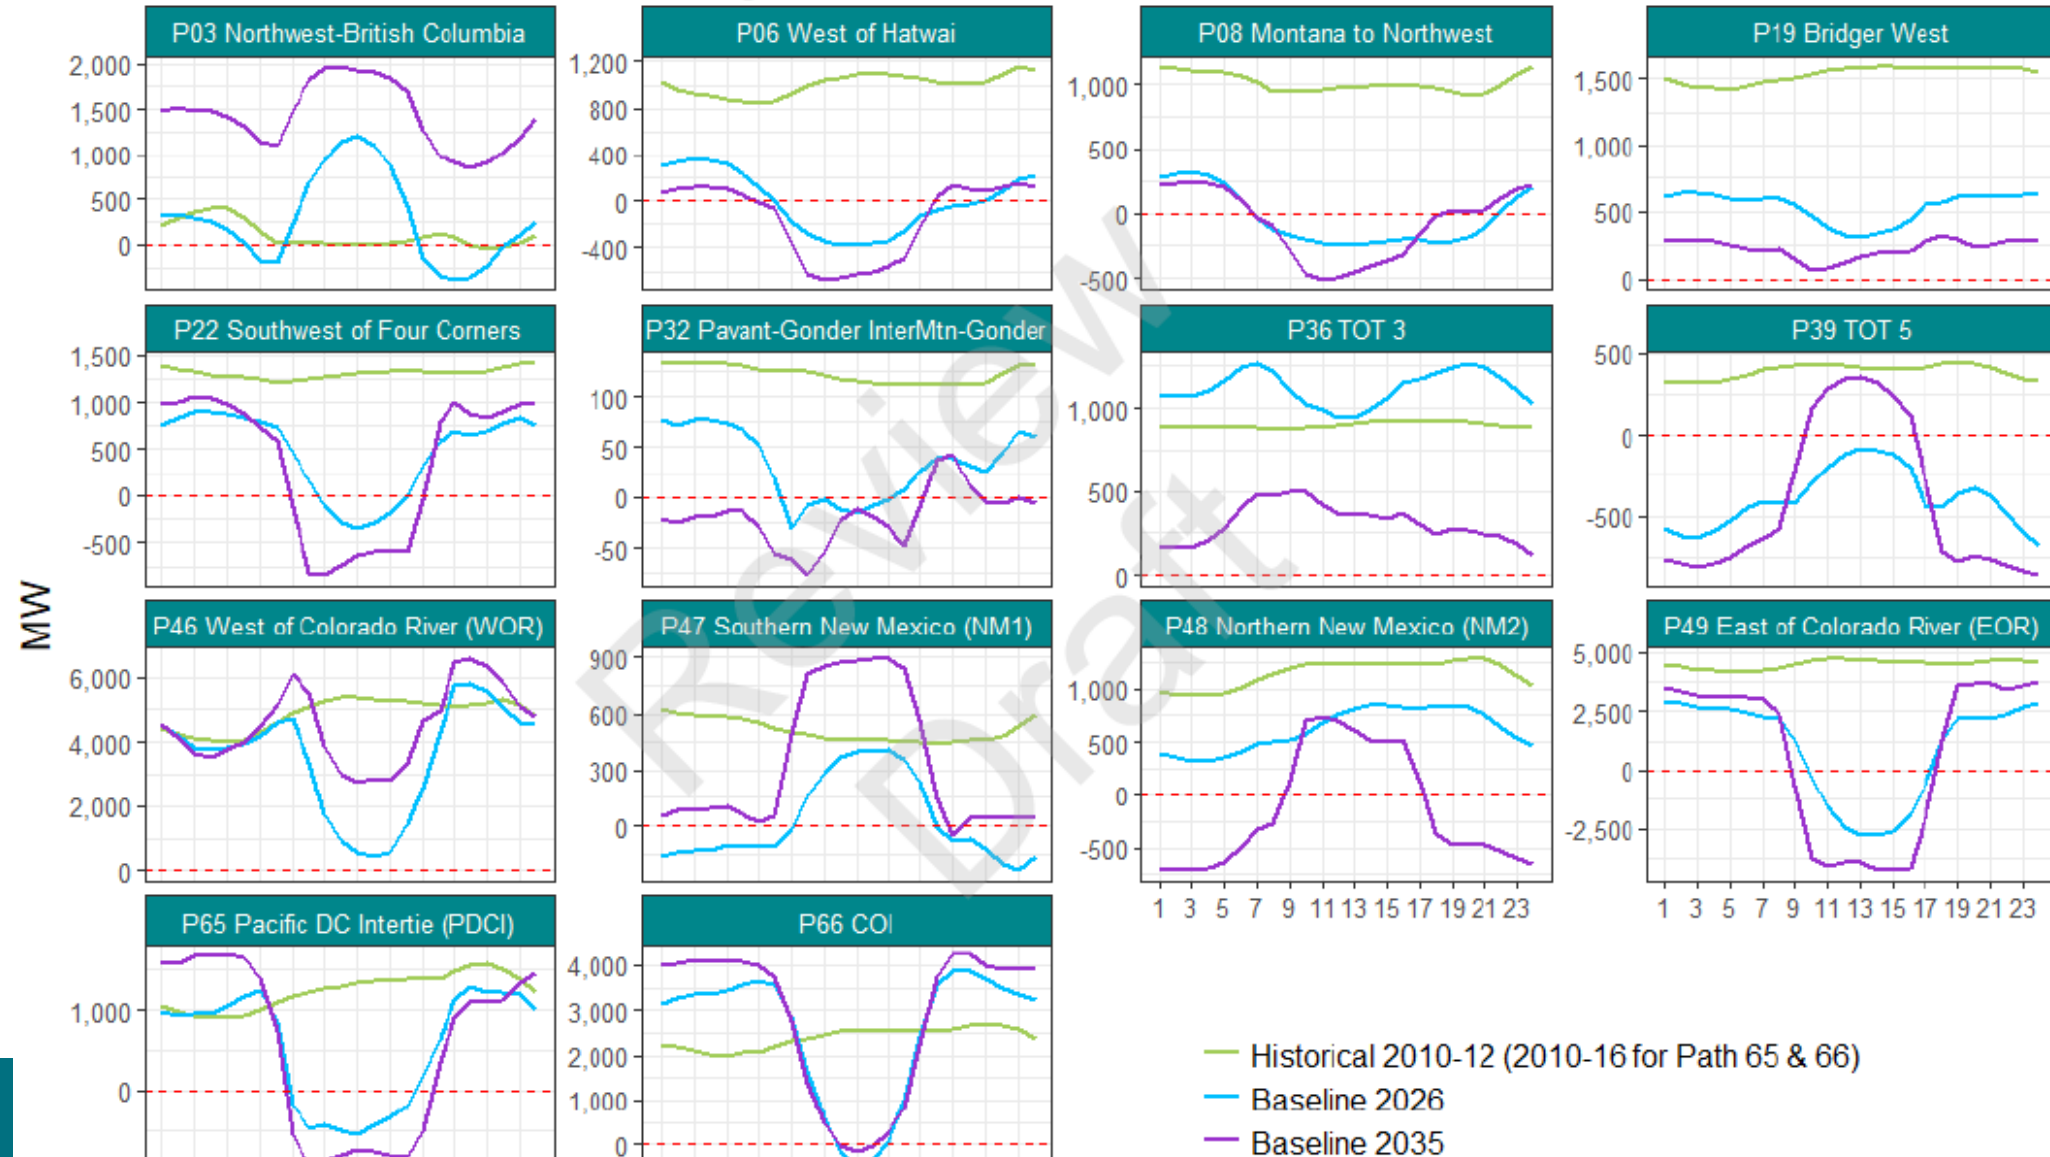 P03 Northwest-British Columbia
P06 West of Hatwai
P08 Montana to Northwest
P19 Bridger West
2,000
1,500
1,000
500
0
1,200
800
400
0
-400
1,000
500
0
-500
1,500
1,000
500
0
P22 Southwest of Four Corners
P32 Pavant-Gonder InterMtn-Gonder
P36 TOT 3
P39 TOT 5
1,500
1,000
500
0
-500
100
50
0
-50
1,000
500
0
500
0
-500
MW
P46 West of Colorado River (WOR)
P47 Southern New Mexico (NM1)
P48 Northern New Mexico (NM2)
P49 East of Colorado River (EOR)
6,000
4,000
2,000
0
900
600
300
0
1,000
500
0
-500
5,000
2,500
0
-2,500
1 3 5 7 9 11 13 15 17 19 21 23
1 3 5 7 9 11 13 15 17 19 21 23
P65 Pacific DC Intertie (PDCI)
P66 COI
1,000
0
4,000
3,000
2,000
1,000
0
Historical 2010-12 (2010-16 for Path 65 & 66)
Baseline 2026
Baseline 2035
Review
Draft